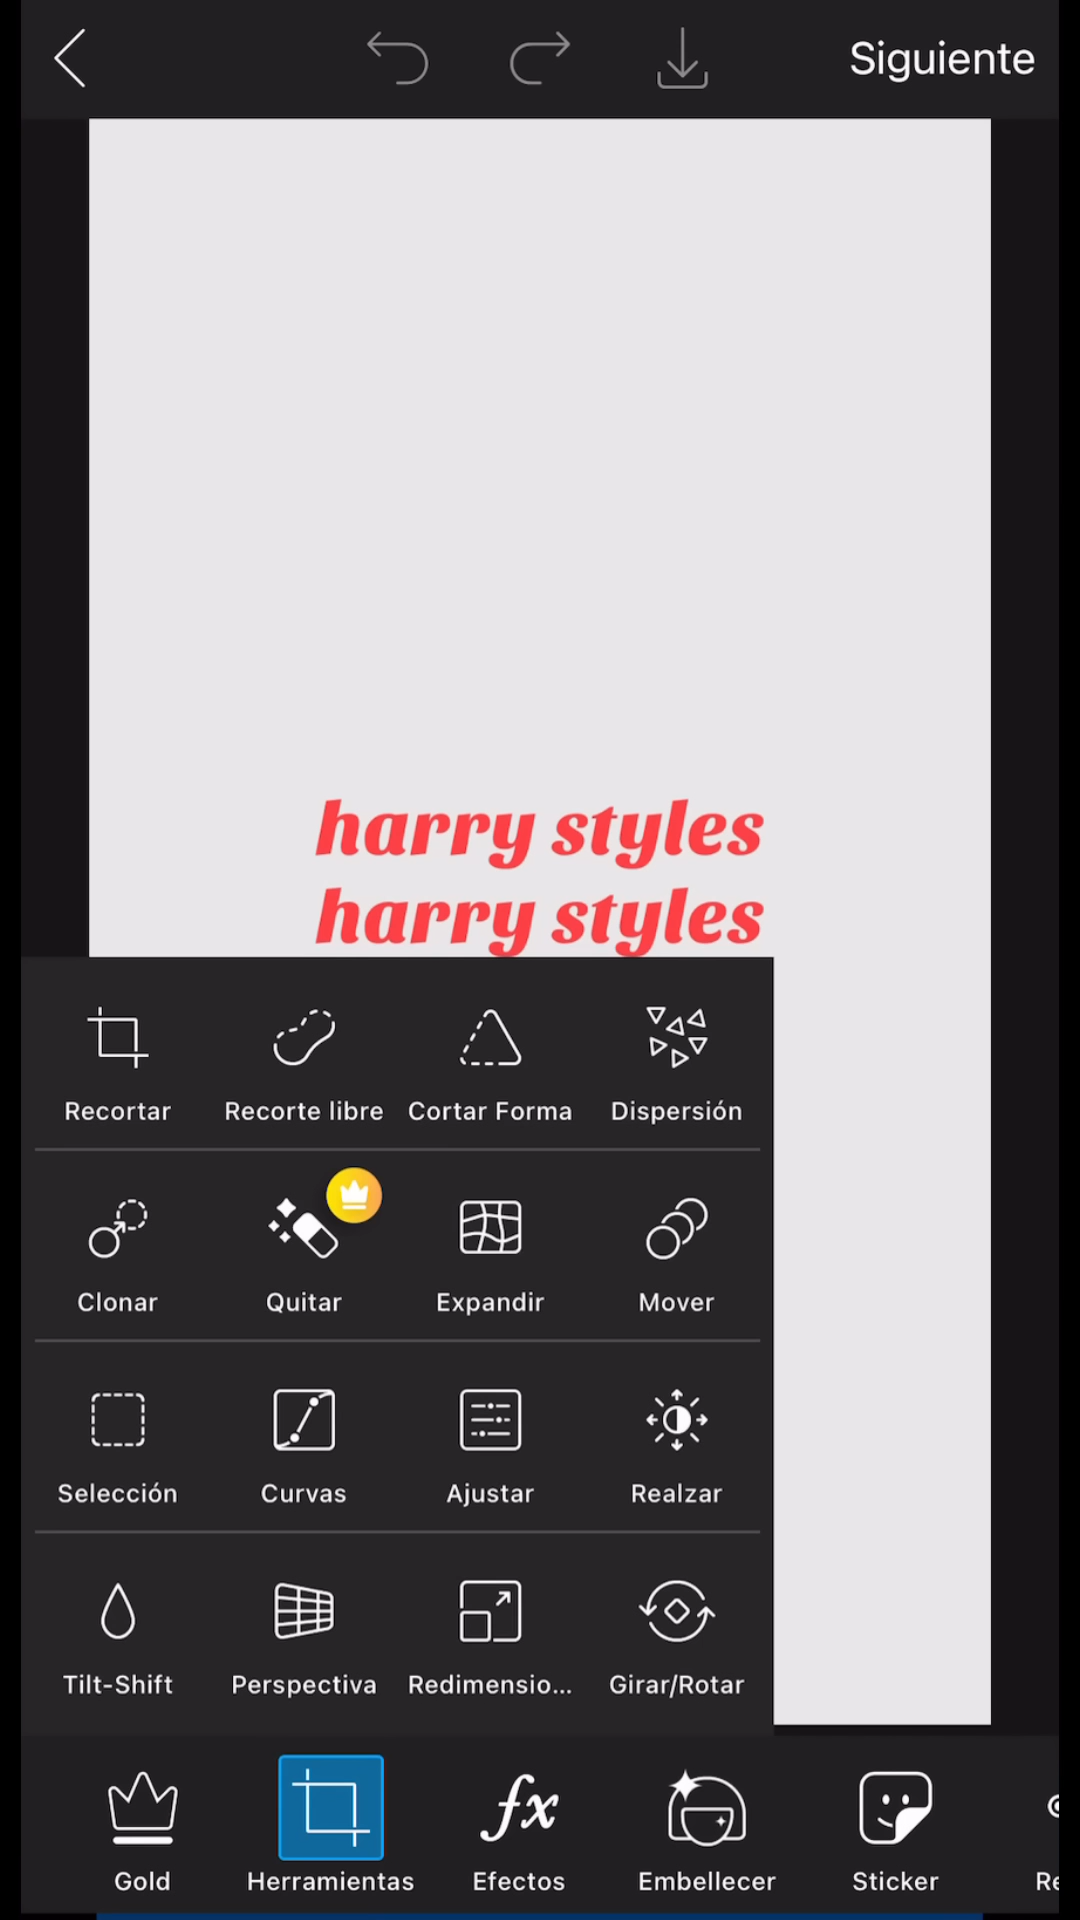 Siguiente
harry styles
harry styles
Recortar Recorte libre Cortar Forma Dispersión
Clonar Quitar Expandir Mover
Selección Curvas Ajustar Realzar
Tilt-Shift Perspectiva Redimensio... Girar/Rotar
Gold Herramientas Efectos Embellecer Sticker